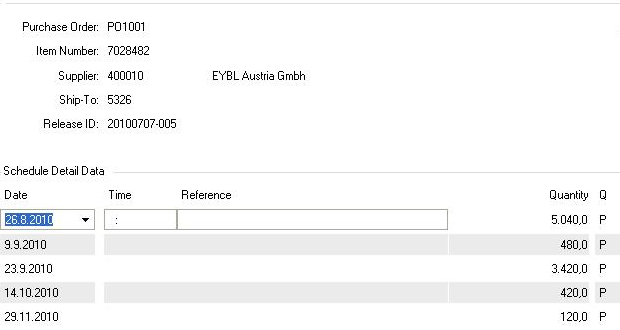 Purchase Order: PO1001
Item Number: 7028482
Supplier: 400010 EYBL Austria Gmbh
Ship-To: 5326
Release ID: 20100707-005
Schedule Detail Data
Date Time Reference Quantity Q
26.8.2010 : 5.040,0 P
9.9.2010 480,0 P
23.9.2010 3.420,0 P
14.10.2010 420,0 P
29.11.2010 120,0 P